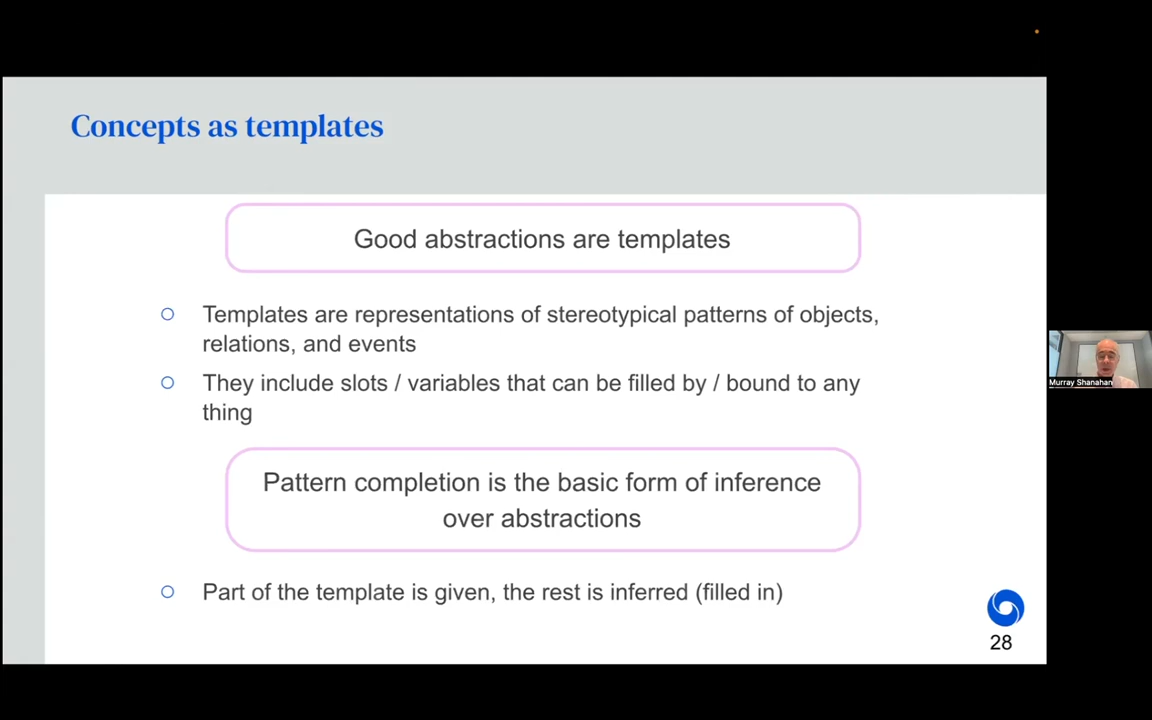 Concepts as templates
Good abstractions are templates
Templates are representations of stereotypical patterns of objects,
relations, and events
They include slots / variables that can be filled by / bound to any
thing
Murray Shanahan
Pattern completion is the basic form of inference
over abstractions
Part of the template is given, the rest is inferred (filled in)
28